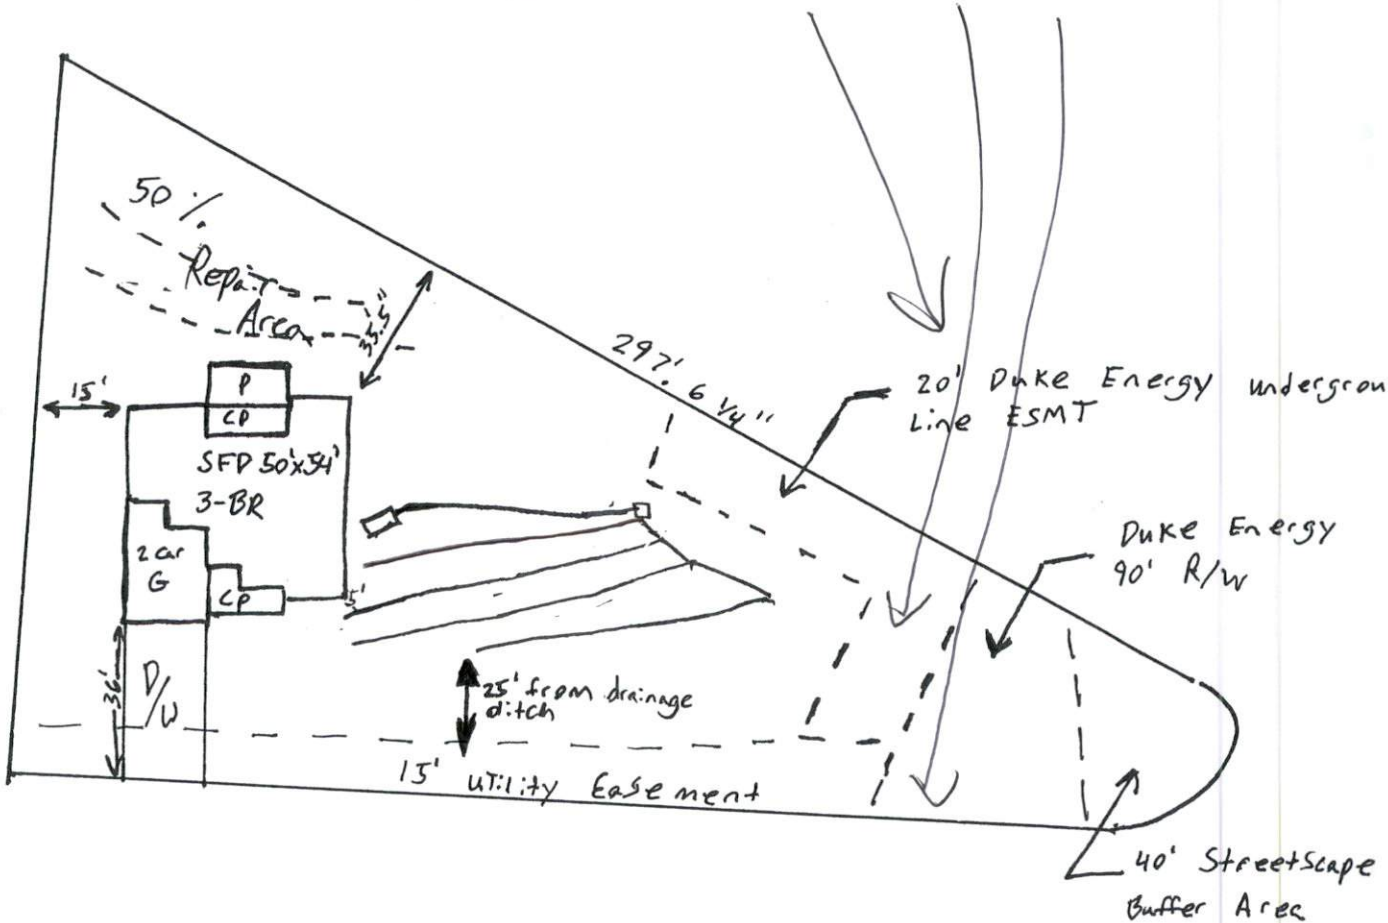 50 %
Repair
Area
35.5"
15'
P
CP
SFD 50'x54'
3-BR
2 car
G
CP
5'
36'
D/W
25' from drainage
ditch
15' Utility Easement
297' 6 1/4"
20' Duke Energy undergroun
Line ESMT
Duke Energy
90' R/W
40' Streetscape
Buffer Area